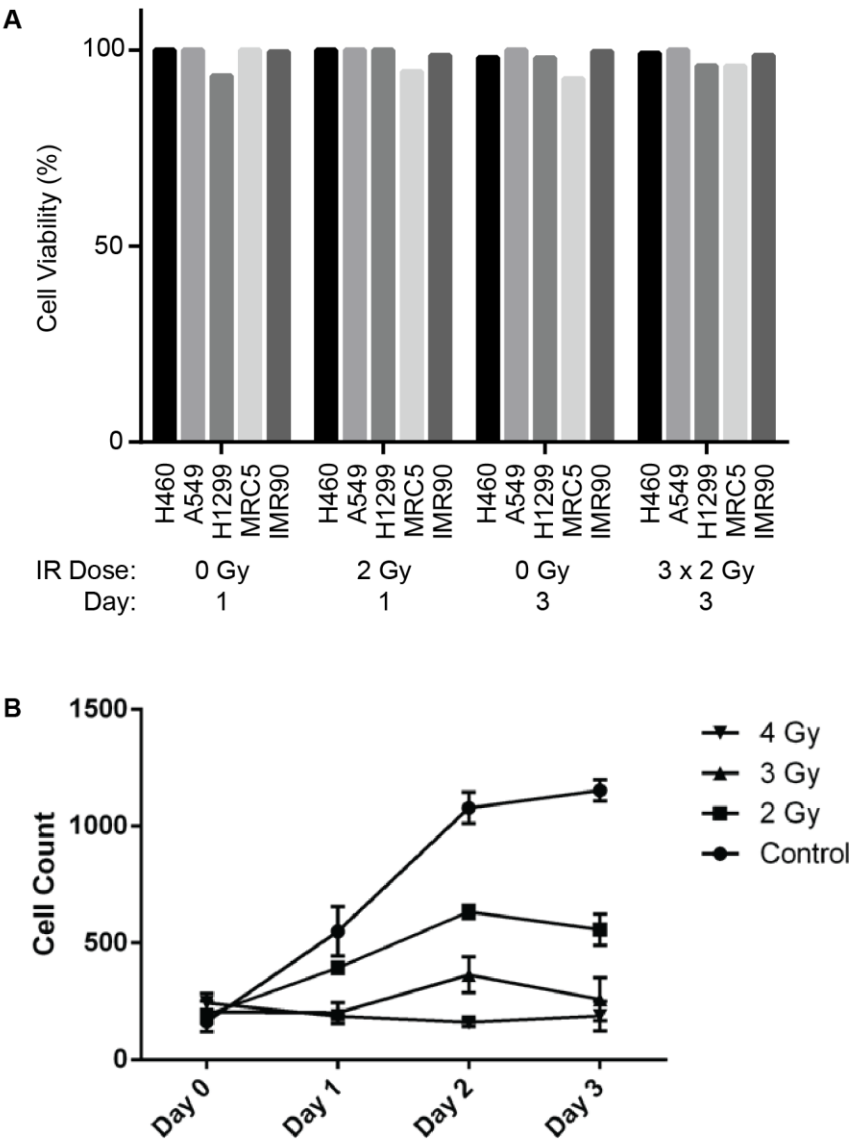 A
Cell Viability (%)
100
50
0
H460 A549 H1299 MRC5 IMR90 H460 A549 H1299 MRC5 IMR90 H460 A549 H1299 MRC5 IMR90 H460 A549 H1299 MRC5 IMR90
IR Dose: 0 Gy 2 Gy 0 Gy 3 x 2 Gy
Day: 1 1 3 3
B
Cell Count
1500
1000
500
0
Day 0 Day 1 Day 2 Day 3
4 Gy
3 Gy
2 Gy
Control